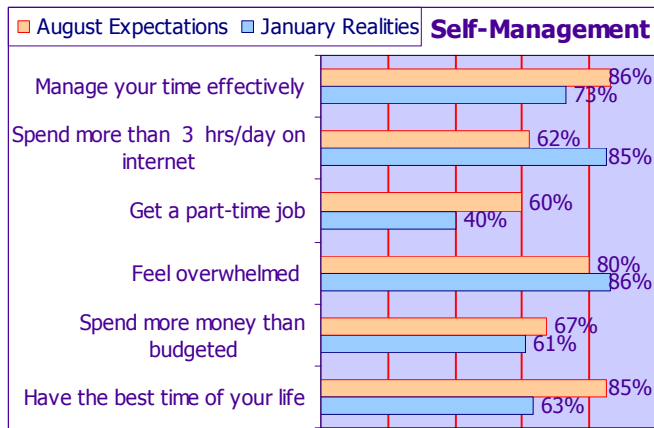 August Expectations January Realities Self-Management
Manage your time effectively 86%
73%
Spend more than 3 hrs/day on 62%
internet 85%
Get a part-time job 60%
40%
Feel overwhelmed 80%
86%
Spend more money than 67%
budgeted 61%
Have the best time of your life 85%
63%